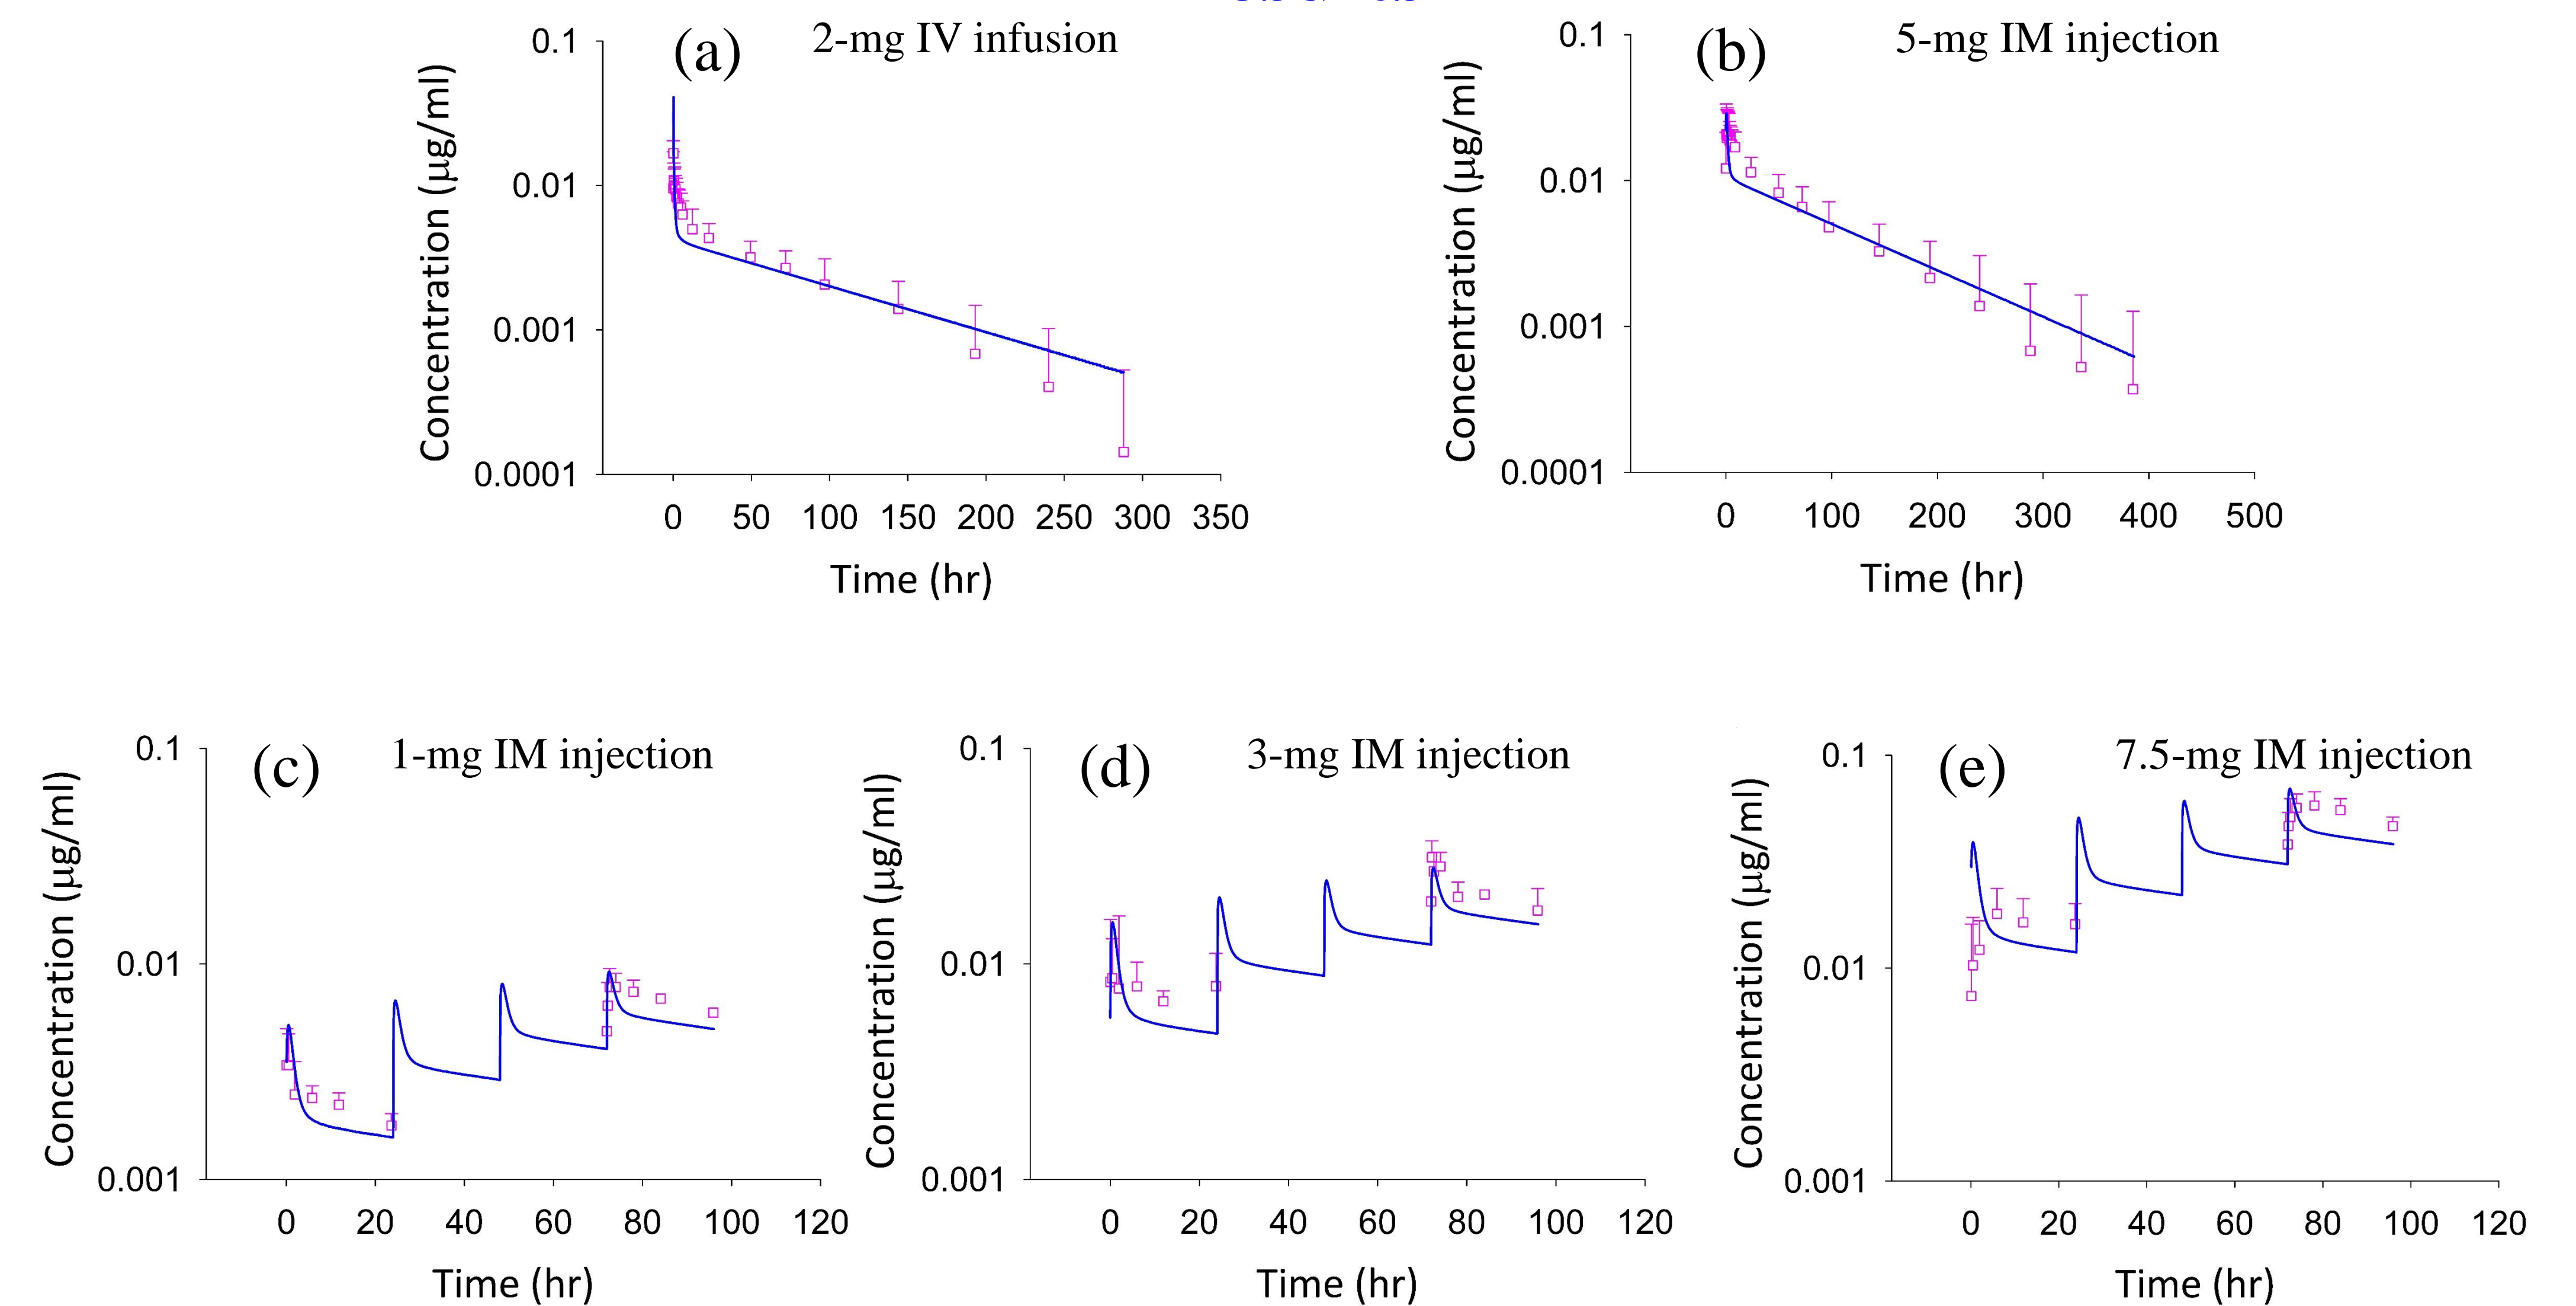 (a) 2-mg IV infusion
Concentration (µg/ml)
0.1
0.01
0.001
0.0001
0 50 100 150 200 250 300 350
Time (hr)
(b) 5-mg IM injection
Concentration (µg/ml)
0.1
0.01
0.001
0.0001
0 100 200 300 400 500
Time (hr)
(c) 1-mg IM injection
Concentration (µg/ml)
0.1
0.01
0.001
0 20 40 60 80 100 120
Time (hr)
(d) 3-mg IM injection
Concentration (µg/ml)
0.1
0.01
0.001
0 20 40 60 80 100 120
Time (hr)
(e) 7.5-mg IM injection
Concentration (µg/ml)
0.1
0.01
0.001
0 20 40 60 80 100 120
Time (hr)